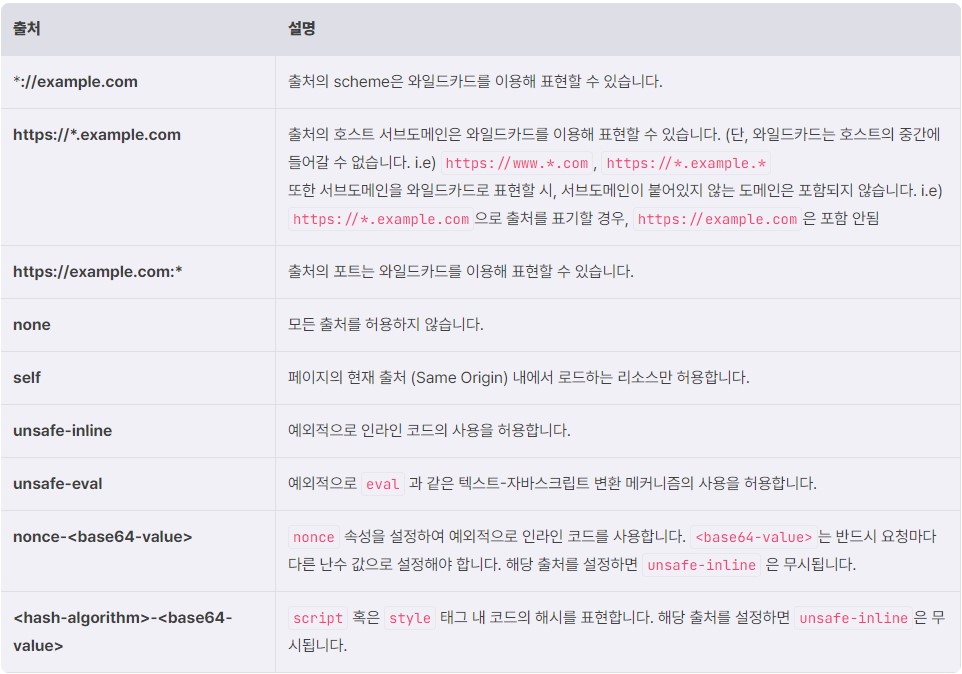 출처 설명
*://example.com 출처의 scheme은 와일드카드를 이용해 표현할 수 있습니다.
https://*.example.com 출처의 호스트 서브도메인은 와일드카드를 이용해 표현할 수 있습니다. (단, 와일드카드는 호스트의 중간에
들어갈 수 없습니다. i.e) https://www.*.com , https://*.example.*
또한 서브도메인을 와일드카드로 표현할 시, 서브도메인이 붙어있지 않는 도메인은 포함되지 않습니다. i.e)
https://*.example.com 으로 출처를 표기할 경우, https://example.com 은 포함 안됨
https://example.com:* 출처의 포트는 와일드카드를 이용해 표현할 수 있습니다.
none 모든 출처를 허용하지 않습니다.
self 페이지의 현재 출처 (Same Origin) 내에서 로드하는 리소스만 허용합니다.
unsafe-inline 예외적으로 인라인 코드의 사용을 허용합니다.
unsafe-eval 예외적으로 eval 과 같은 텍스트-자바스크립트 변환 메커니즘의 사용을 허용합니다.
nonce-<base64-value> nonce 속성을 설정하여 예외적으로 인라인 코드를 사용합니다. <base64-value> 는 반드시 요청마다
다른 난수 값으로 설정해야 합니다. 해당 출처를 설정하면 unsafe-inline 은 무시됩니다.
<hash-algorithm>-<base64- script 혹은 style 태그 내 코드의 해시를 표현합니다. 해당 출처를 설정하면 unsafe-inline 은 무
value> 시됩니다.